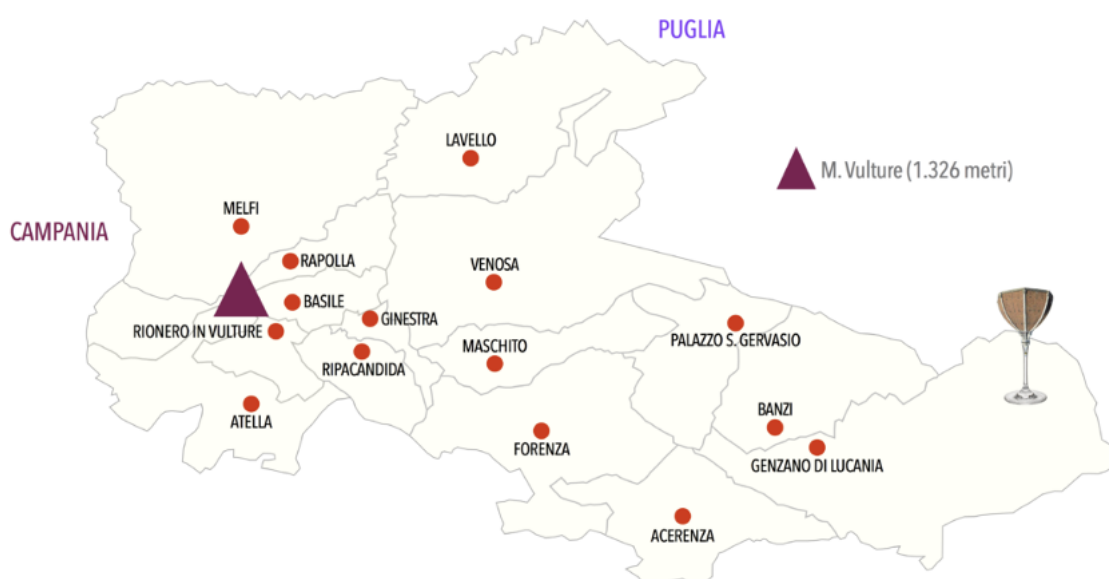 PUGLIA
LAVELLO
M. Vulture (1.326 metri)
MELFI
CAMPANIA
RAPOLLA
VENOSA
BASILE
GINESTRA
RIONERO IN VULTURE
PALAZZO S. GERVASIO
MASCHITO
RIPACANDIDA
BANZI
ATELLA
FORENZA
GENZANO DI LUCANIA
ACERENZA